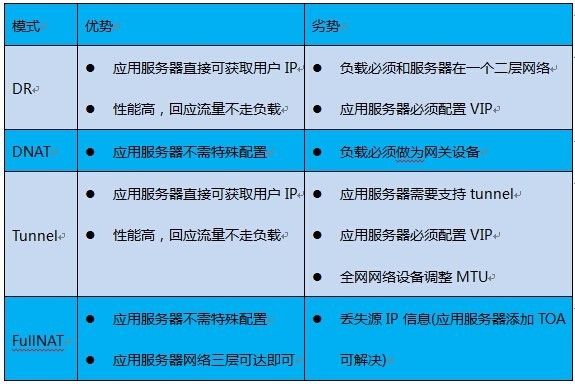 模式 优势 劣势
DR
● 应用服务器直接可获取用户 IP
● 性能高，回应流量不走负载
● 负载必须和服务器在一个二层网络
● 应用服务器必须配置 VIP
DNAT
● 应用服务器不需特殊配置
● 负载必须做为网关设备
Tunnel
● 应用服务器直接可获取用户 IP
● 性能高，回应流量不走负载
● 应用服务器需要支持 tunnel
● 应用服务器必须配置 VIP
● 全网网络设备调整 MTU
FullNAT
● 应用服务器不需特殊配置
● 应用服务器网络三层可达即可
● 丢失源 IP 信息(应用服务器添加 TOA
可解决)